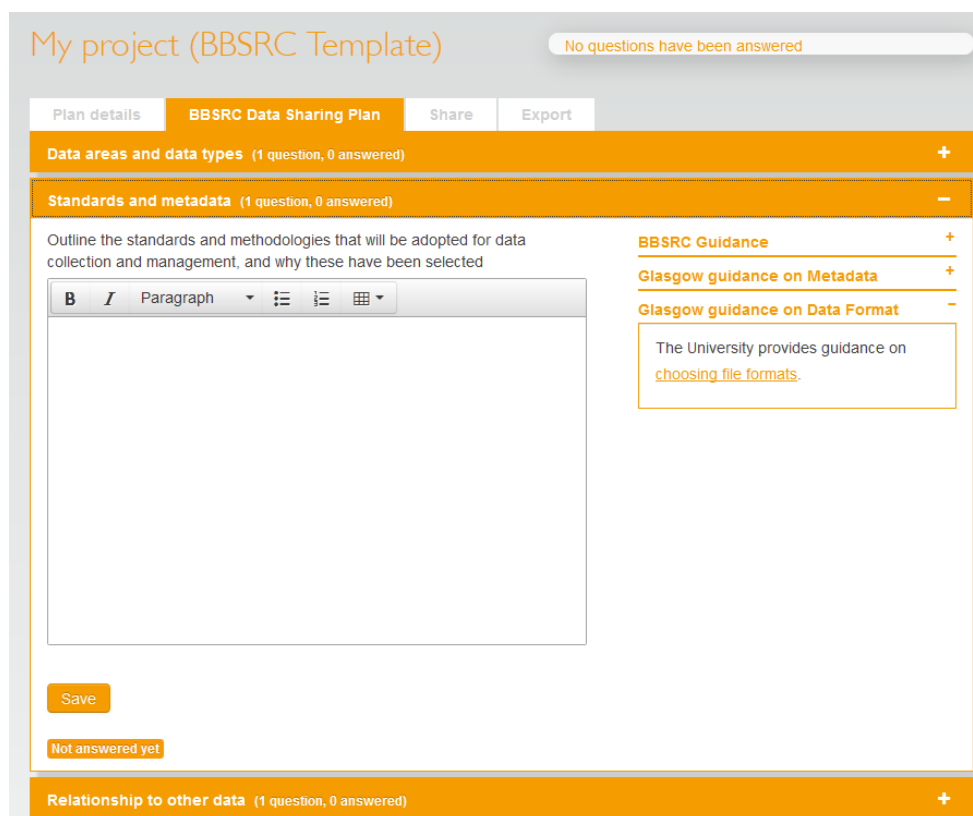 My project (BBSRC Template)
No questions have been answered
Plan details
BBSRC Data Sharing Plan
Share
Export
Data areas and data types (1 question, 0 answered)
+
Standards and metadata (1 question, 0 answered)
−
Outline the standards and methodologies that will be adopted for data
collection and management, and why these have been selected
B I Paragraph
BBSRC Guidance +
Glasgow guidance on Metadata +
Glasgow guidance on Data Format −
The University provides guidance on
choosing file formats.
Save
Not answered yet
Relationship to other data (1 question, 0 answered)
+